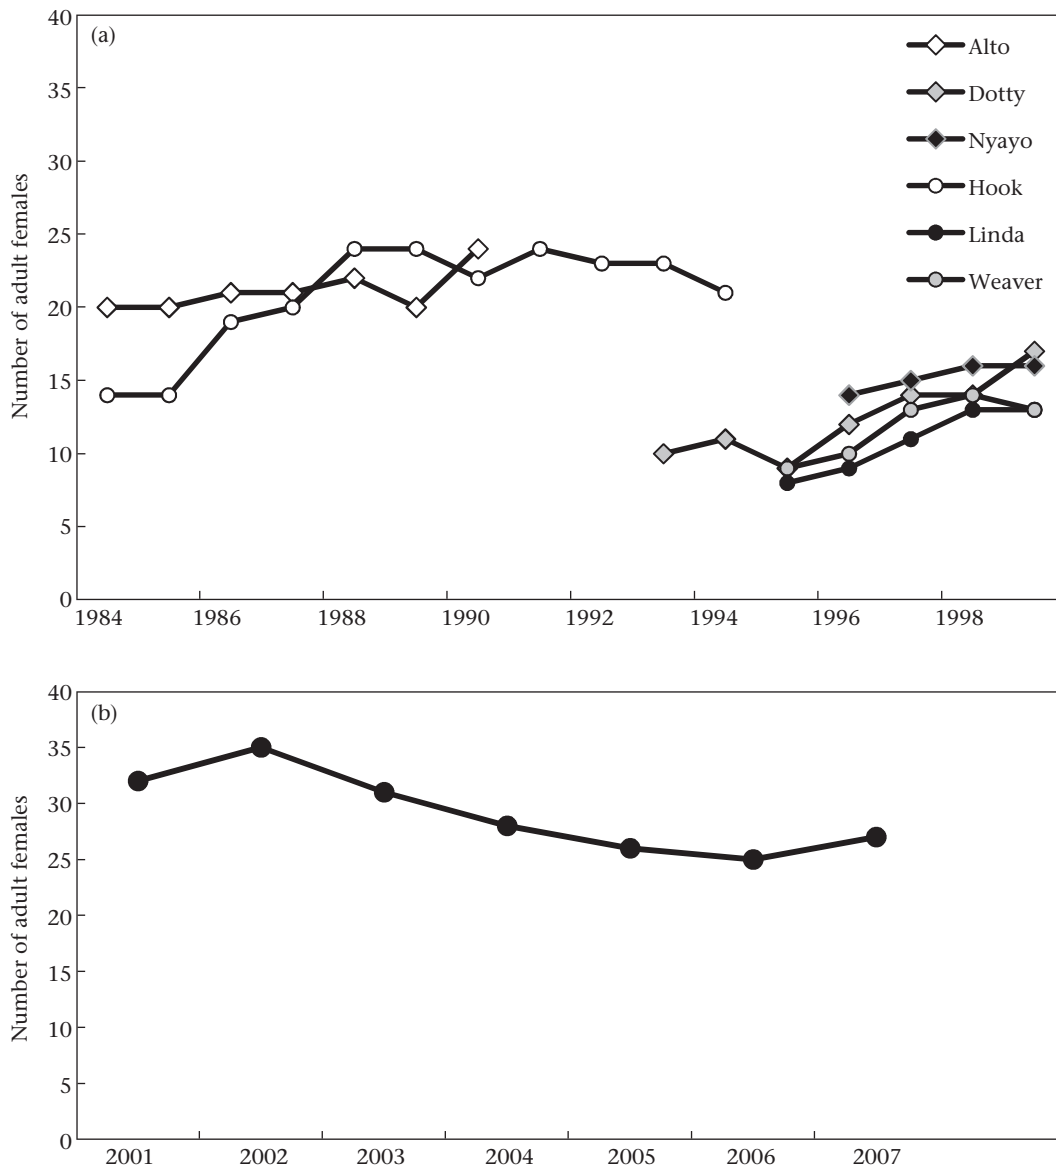 (a)
40
35
30
25
20
15
10
5
0
Number of adult females
Alto
Dotty
Nyayo
Hook
Linda
Weaver
1984 1986 1988 1990 1992 1994 1996 1998
(b)
40
35
30
25
20
15
10
5
0
Number of adult females
2001 2002 2003 2004 2005 2006 2007